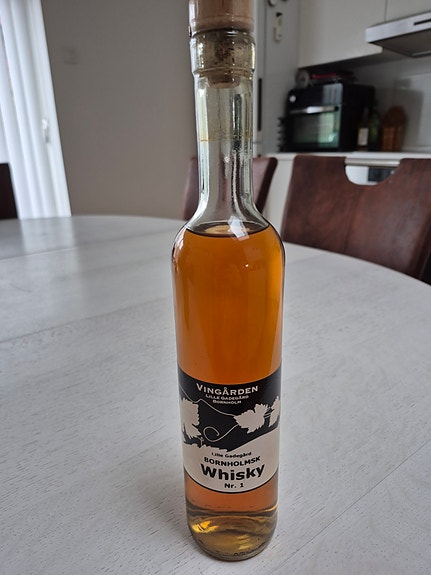 VINGÅRDEN
LILLE GADEGÅRD
BORNHOLM
Lille Gadegård
BORNHOLMSK
Whisky
Nr. 1